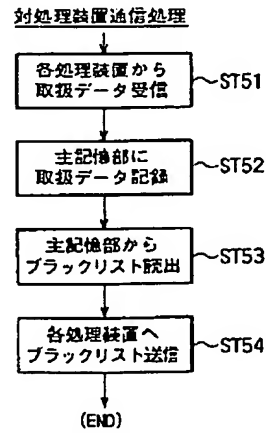 対処理装置通信処理
各処理装置から
取扱データ受信
ST51
主記憶部に
取扱データ記録
ST52
主記憶部から
ブラックリスト読出
ST53
各処理装置へ
ブラックリスト送信
ST54
(END)